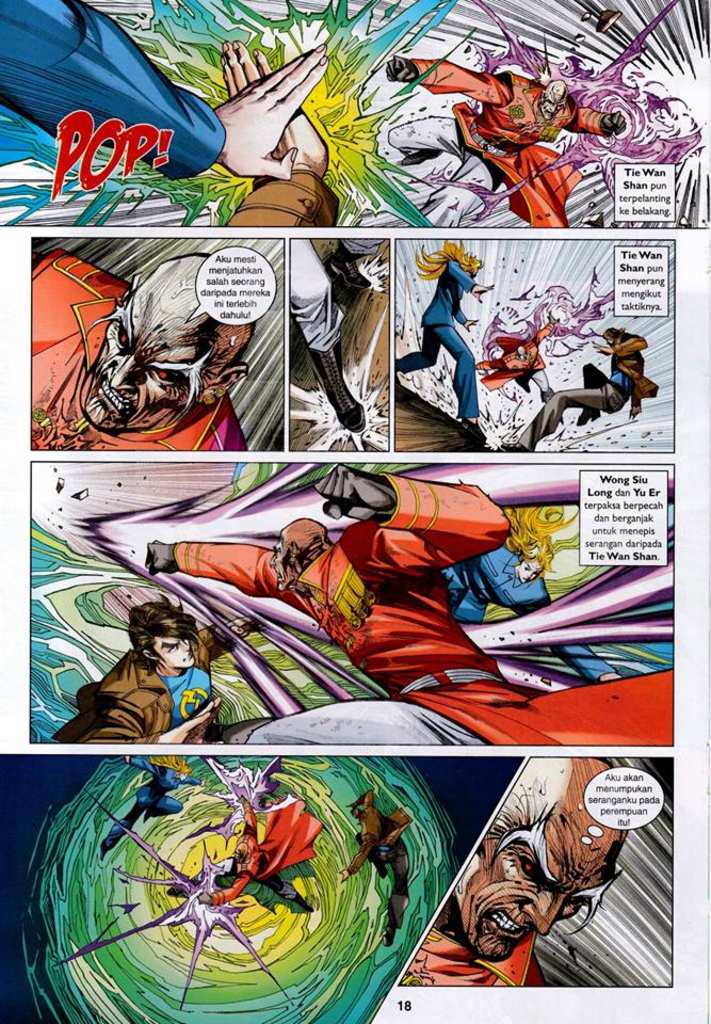 POP!
Tie Wan
Shan pun
terpelanting
ke belakang.
Aku mesti
menjatuhkan
salah seorang
daripada mereka
ini terlebih
dahulu!
Tie Wan
Shan pun
menyerang
mengikut
taktiknya.
Wong Siu
Long dan Yu Er
terpaksa berpecah
dan berganjak
untuk menepis
serangan daripada
Tie Wan Shan.
Aku akan
menumpukan
seranganku pada
perempuan
itu!
18